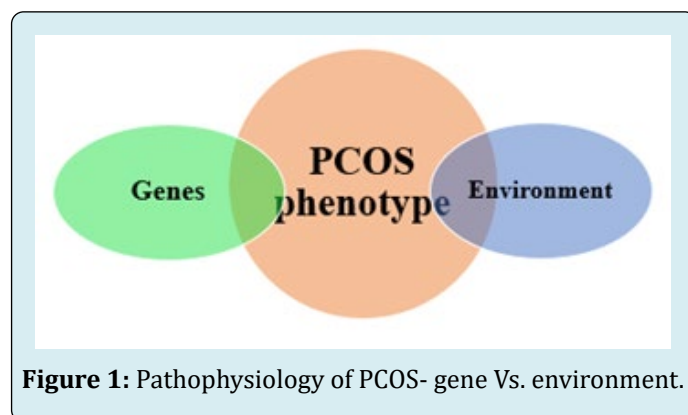 PCOS
Genes
phenotype
Environment
Figure 1: Pathophysiology of PCOS- gene Vs. environment.